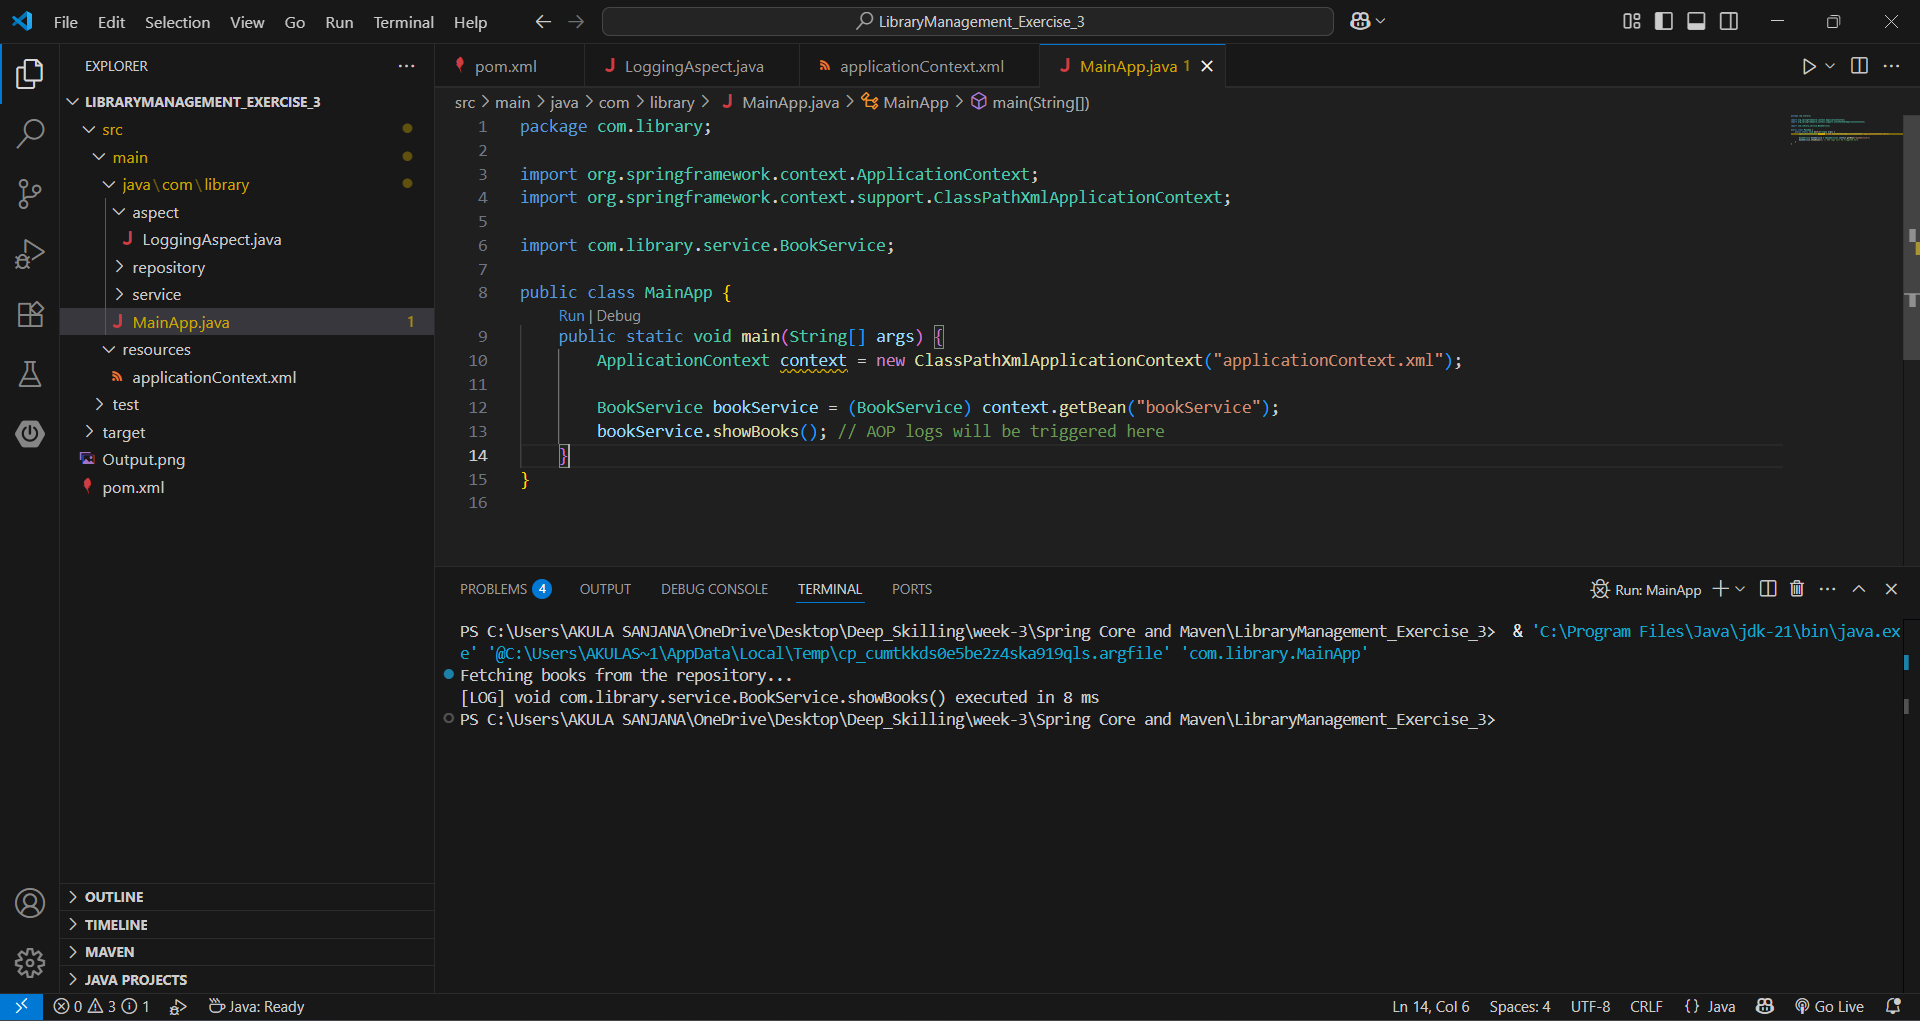 File Edit Selection View Go Run Terminal Help
LibraryManagement_Exercise_3
EXPLORER
LIBRARYMANAGEMENT_EXERCISE_3
src
main
java\com\library
aspect
LoggingAspect.java
repository
service
MainApp.java 1
resources
applicationContext.xml
test
target
Output.png
pom.xml
OUTLINE
TIMELINE
MAVEN
JAVA PROJECTS
pom.xml LoggingAspect.java applicationContext.xml MainApp.java 1
src > main > java > com > library > MainApp.java > MainApp > main(String[])
1 package com.library;
2
3 import org.springframework.context.ApplicationContext;
4 import org.springframework.context.support.ClassPathXmlApplicationContext;
5
6 import com.library.service.BookService;
7
8 public class MainApp {
Run | Debug
9 public static void main(String[] args) {
10 ApplicationContext context = new ClassPathXmlApplicationContext("applicationContext.xml");
11
12 BookService bookService = (BookService) context.getBean("bookService");
13 bookService.showBooks(); // AOP logs will be triggered here
14 }
15 }
16
PROBLEMS 4 OUTPUT DEBUG CONSOLE TERMINAL PORTS
Run: MainApp
PS C:\Users\AKULA SANJANA\OneDrive\Desktop\Deep_Skilling\week-3\Spring Core and Maven\LibraryManagement_Exercise_3> & 'C:\Program Files\Java\jdk-21\bin\java.ex
e' '@C:\Users\AKULAS~1\AppData\Local\Temp\cp_cumtkkds0e5be2z4ska919qls.argfile' 'com.library.MainApp'
Fetching books from the repository...
[LOG] void com.library.service.BookService.showBooks() executed in 8 ms
PS C:\Users\AKULA SANJANA\OneDrive\Desktop\Deep_Skilling\week-3\Spring Core and Maven\LibraryManagement_Exercise_3>
0 3 1 Java: Ready
Ln 14, Col 6 Spaces: 4 UTF-8 CRLF {} Java Go Live